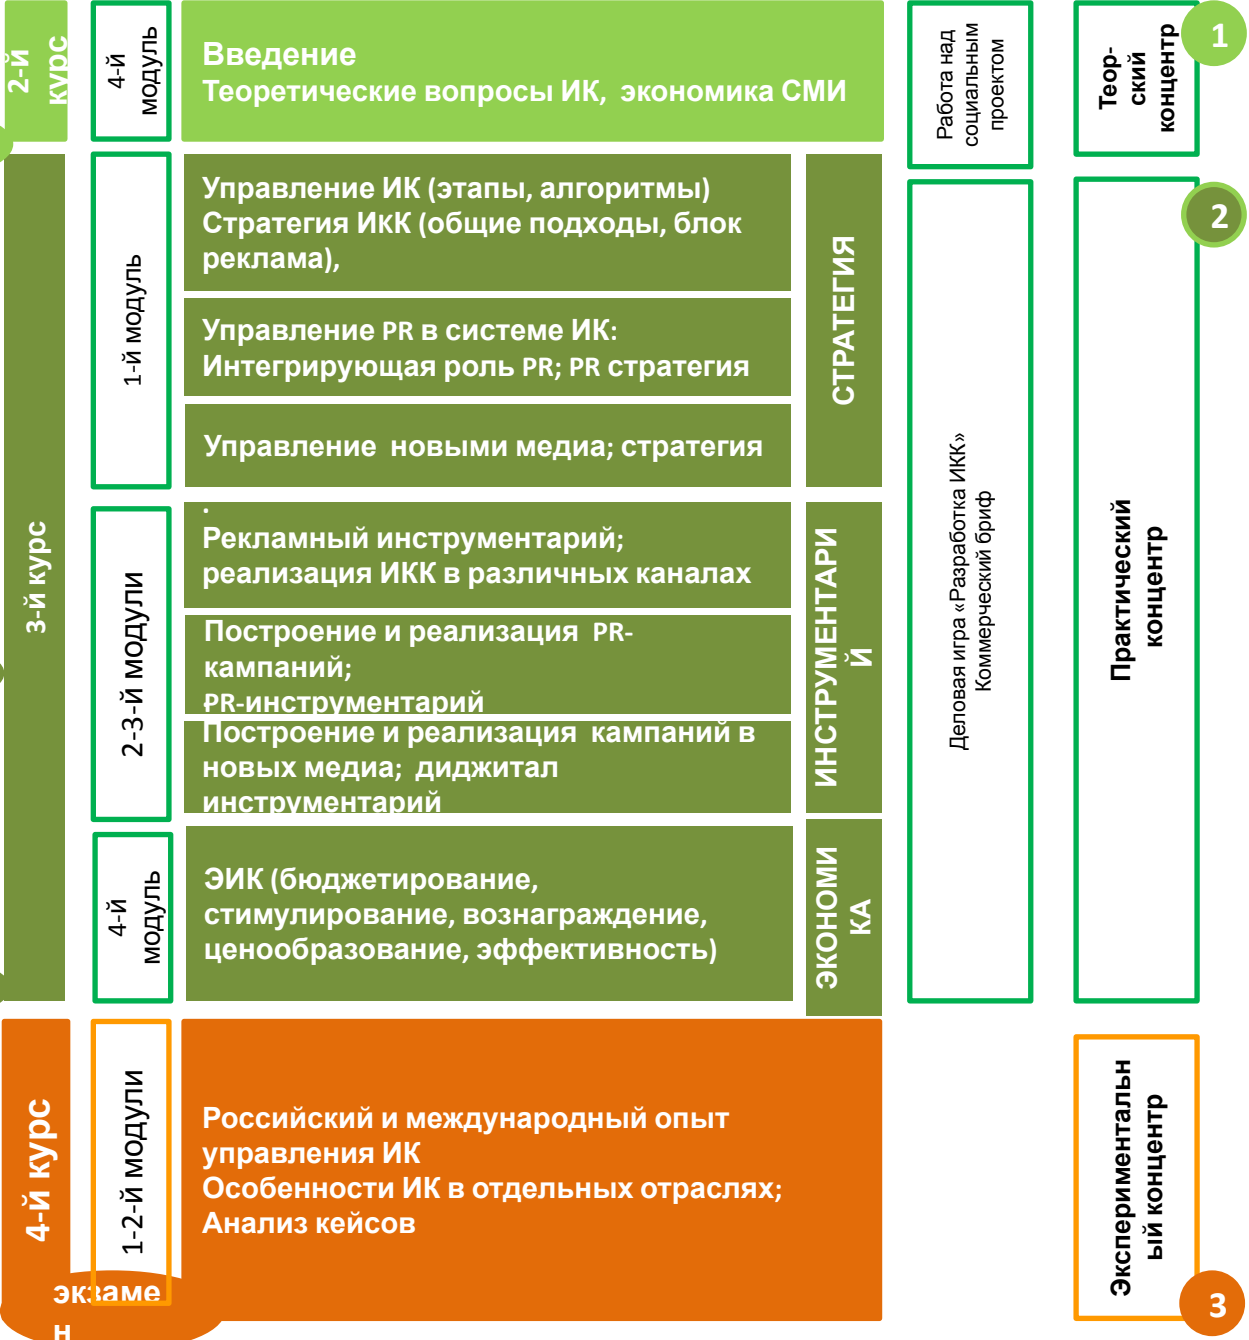 2-й
курс
4-й
модуль
Введение
Теоретические вопросы ИК, экономика СМИ
Работа над
социальным
проектом
Теор-
ский
концентр
1
3-й курс
1-й модуль
Управление ИК (этапы, алгоритмы)
Стратегия ИКК (общие подходы, блок
реклама),
Управление PR в системе ИК:
Интегрирующая роль PR; PR стратегия
Управление новыми медиа; стратегия
СТРАТЕГИЯ
2-3-й модули
.
Рекламный инструментарий;
реализация ИКК в различных каналах
Построение и реализация PR-
кампаний;
PR-инструментарий
Построение и реализация кампаний в
новых медиа; диджитал
инструментарий
ИНСТРУМЕНТАРИ
Й
4-й
модуль
ЭИК (бюджетирование,
стимулирование, вознаграждение,
ценообразование, эффективность)
ЭКОНОМИ
КА
Деловая игра «Разработка ИКК»
Коммерческий бриф
Практический
концентр
2
4-й курс
1-2-й модули
Российский и международный опыт
управления ИК
Особенности ИК в отдельных отраслях;
Анализ кейсов
экзаме
н
Экспериментальн
ый концентр
3